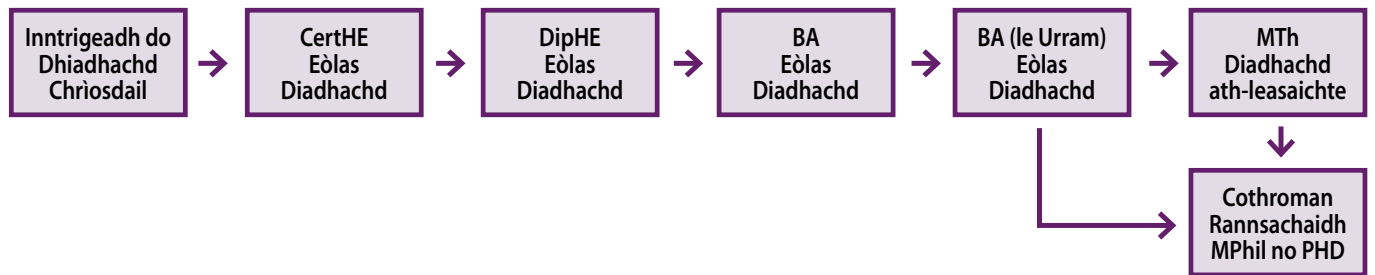 Inntrigeadh do
Dhiadhachd
Chrìosdail
CertHE
Eòlas
Diadhachd
DipHE
Eòlas
Diadhachd
BA
Eòlas
Diadhachd
BA (le Urram)
Eòlas
Diadhachd
MTh
Diadhachd
ath-leasaichte
Cothroman
Rannsachaidh
MPhil no PHD